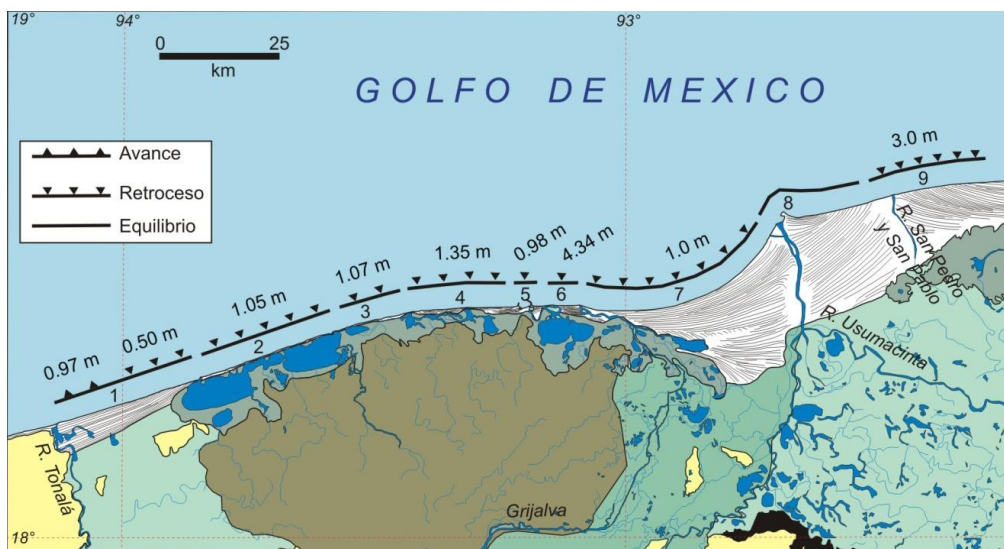 19°
94°
93°
0
25
km
GOLFO DE MEXICO
Avance
Retroceso
Equilibrio
3.0 m
9
8
0.98 m
4.34 m
1.0 m
1.35 m
1.07 m
1.05 m
0.50 m
0.97 m
1
2
3
4
5
6
7
R. San Pedro
y San Pablo
R. Usumacinta
R. Tonalá
Grijalva
18°